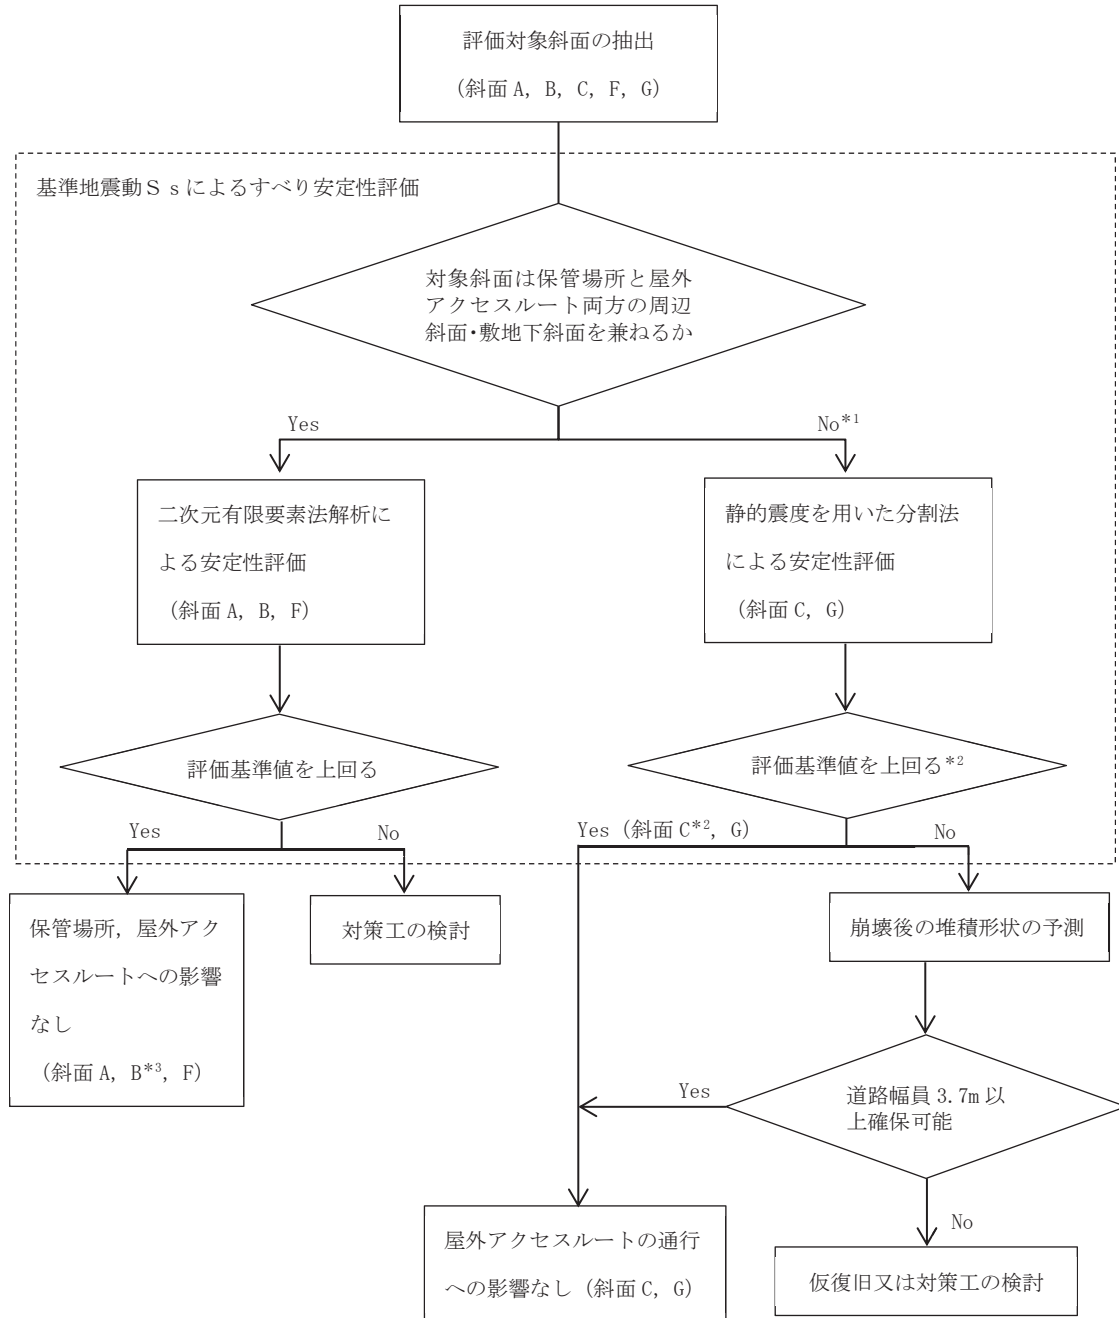 評価対象斜面の抽出
(斜面 A, B, C, F, G)
基準地震動Ｓｓによるすべり安定性評価
対象斜面は保管場所と屋外
アクセスルート両方の周辺
斜面･敷地下斜面を兼ねるか
Yes
No*1
二次元有限要素法解析に
よる安定性評価
(斜面 A, B, F)
静的震度を用いた分割法
による安定性評価
(斜面 C, G)
評価基準値を上回る
評価基準値を上回る*2
Yes
No
Yes (斜面 C*2, G)
No
保管場所，屋外アク
セスルートへの影響
なし
(斜面 A, B*3, F)
対策工の検討
崩壊後の堆積形状の予測
道路幅員 3.7m 以
上確保可能
Yes
No
屋外アクセスルートの通行
への影響なし (斜面 C, G)
仮復旧又は対策工の検討